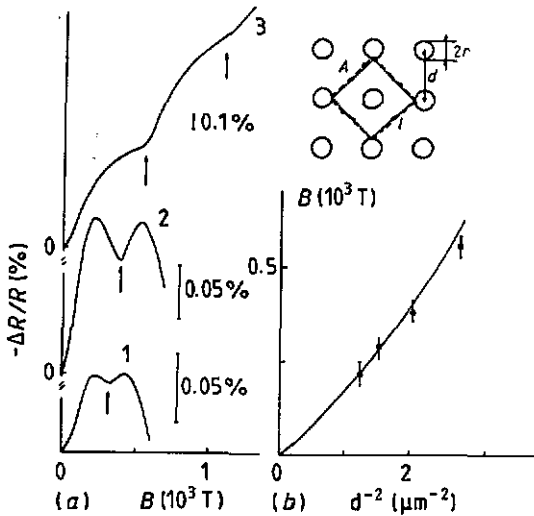 3
I 0.1%
0
2
0.05%
0
1
0.05%
-ΔR/R (%)
0
1
(a)
B (10³ T)
A
l
2r
d
B (10³ T)
0.5
0
2
(b)
d⁻² (μm⁻²)